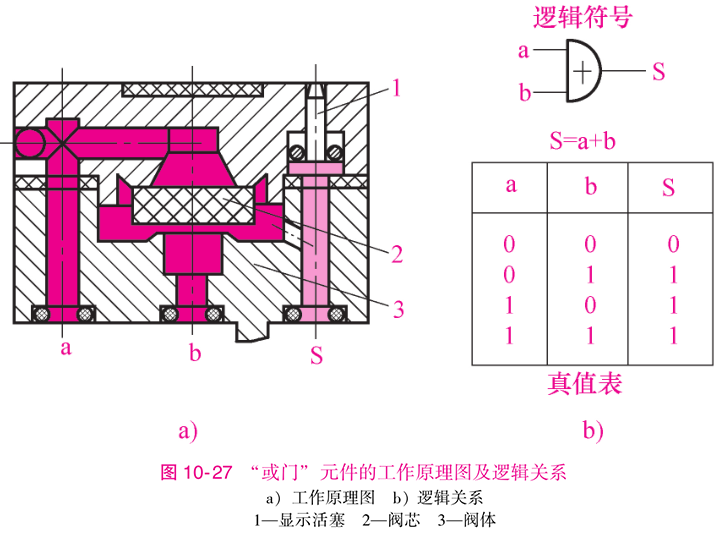 逻辑符号
a
b
S
S=a+b
1
2
3
a
b
S
a b S
0 0 0
0 1 1
1 0 1
1 1 1
真值表
a)
b)
图 10-27 “或门”元件的工作原理图及逻辑关系
a) 工作原理图 b) 逻辑关系
1—显示活塞 2—阀芯 3—阀体